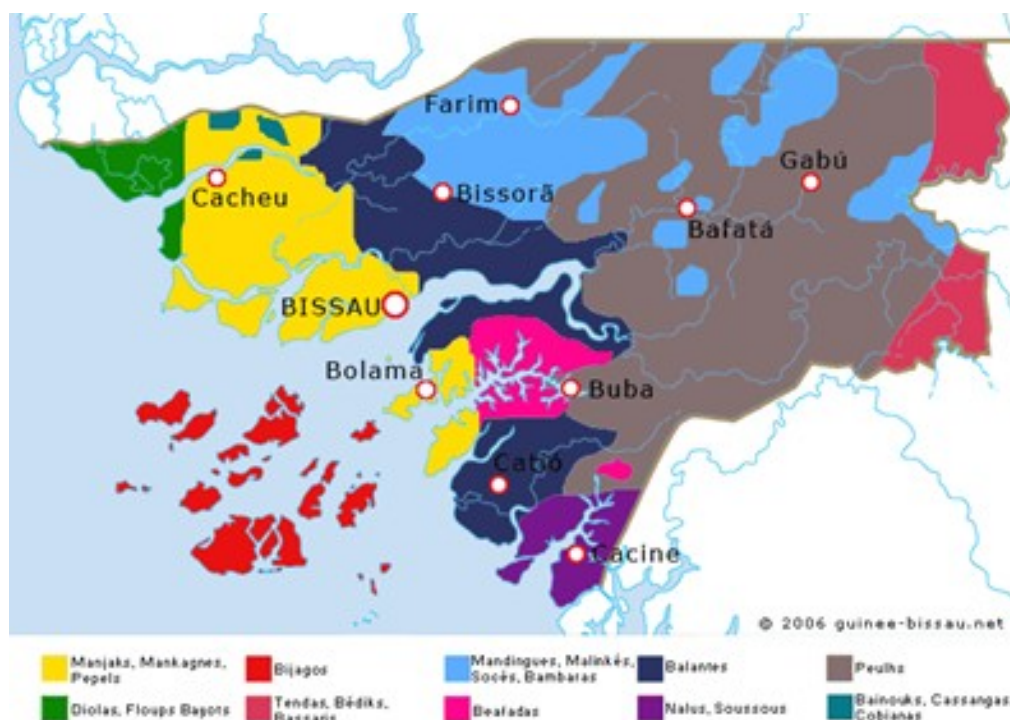 Farim
Gabú
Cacheu
Bissorã
Bafatá
BISSAU
Bolama
Buba
Catió
Cacine
© 2006 guinee-bissau.net
Manjaks, Mankagnes, Pepels
Bijagos
Mandingues, Malinkés, Socés, Bambaras
Balantes
Peulhs
Diolas, Floups Bayots
Tendas, Bédiks, Bassaris
Beafadas
Nalus, Soussous
Bainouks, Cassangas Cobianas